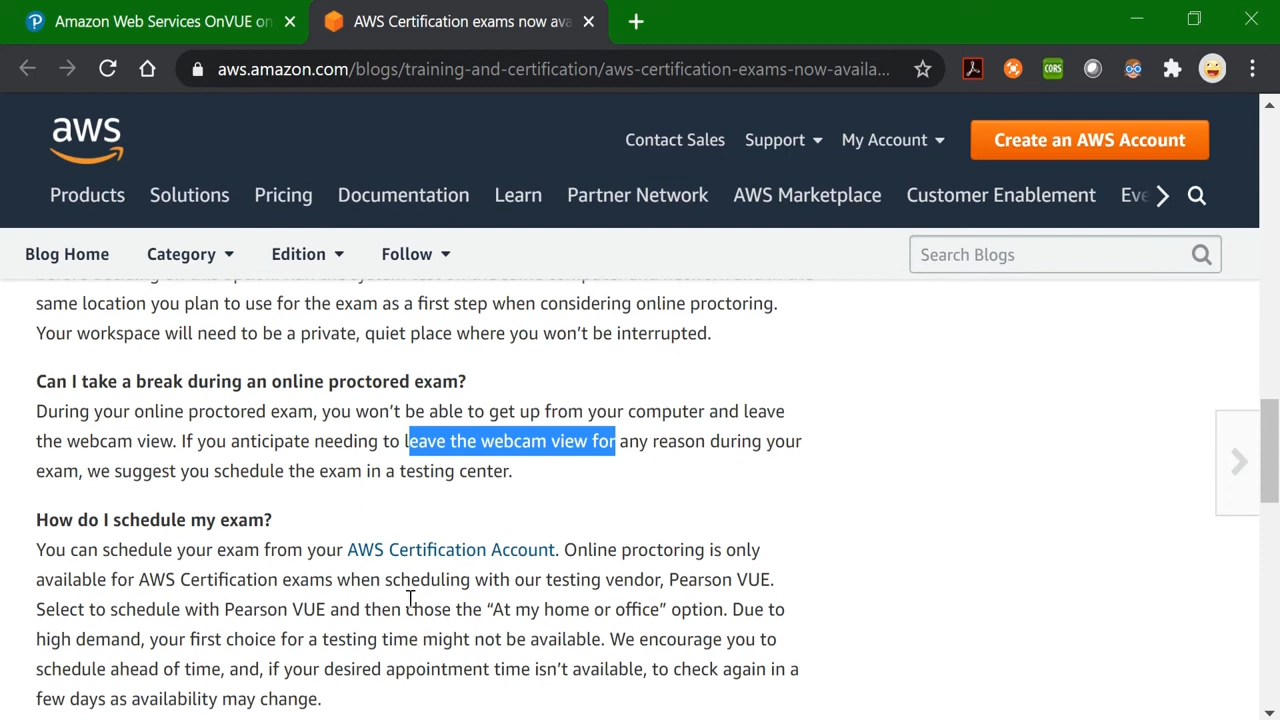 Amazon Web Services OnVUE on
AWS Certification exams now ava
aws.amazon.com/blogs/training-and-certification/aws-certification-exams-now-availa...
CORS
aws
Contact Sales Support My Account Create an AWS Account
Products Solutions Pricing Documentation Learn Partner Network AWS Marketplace Customer Enablement Eve
Blog Home Category Edition Follow Search Blogs
same location you plan to use for the exam as a first step when considering online proctoring.
Your workspace will need to be a private, quiet place where you won’t be interrupted.
Can I take a break during an online proctored exam?
During your online proctored exam, you won’t be able to get up from your computer and leave
the webcam view. If you anticipate needing to leave the webcam view for any reason during your
exam, we suggest you schedule the exam in a testing center.
How do I schedule my exam?
You can schedule your exam from your AWS Certification Account. Online proctoring is only
available for AWS Certification exams when scheduling with our testing vendor, Pearson VUE.
Select to schedule with Pearson VUE and then chose the “At my home or office” option. Due to
high demand, your first choice for a testing time might not be available. We encourage you to
schedule ahead of time, and, if your desired appointment time isn’t available, to check again in a
few days as availability may change.